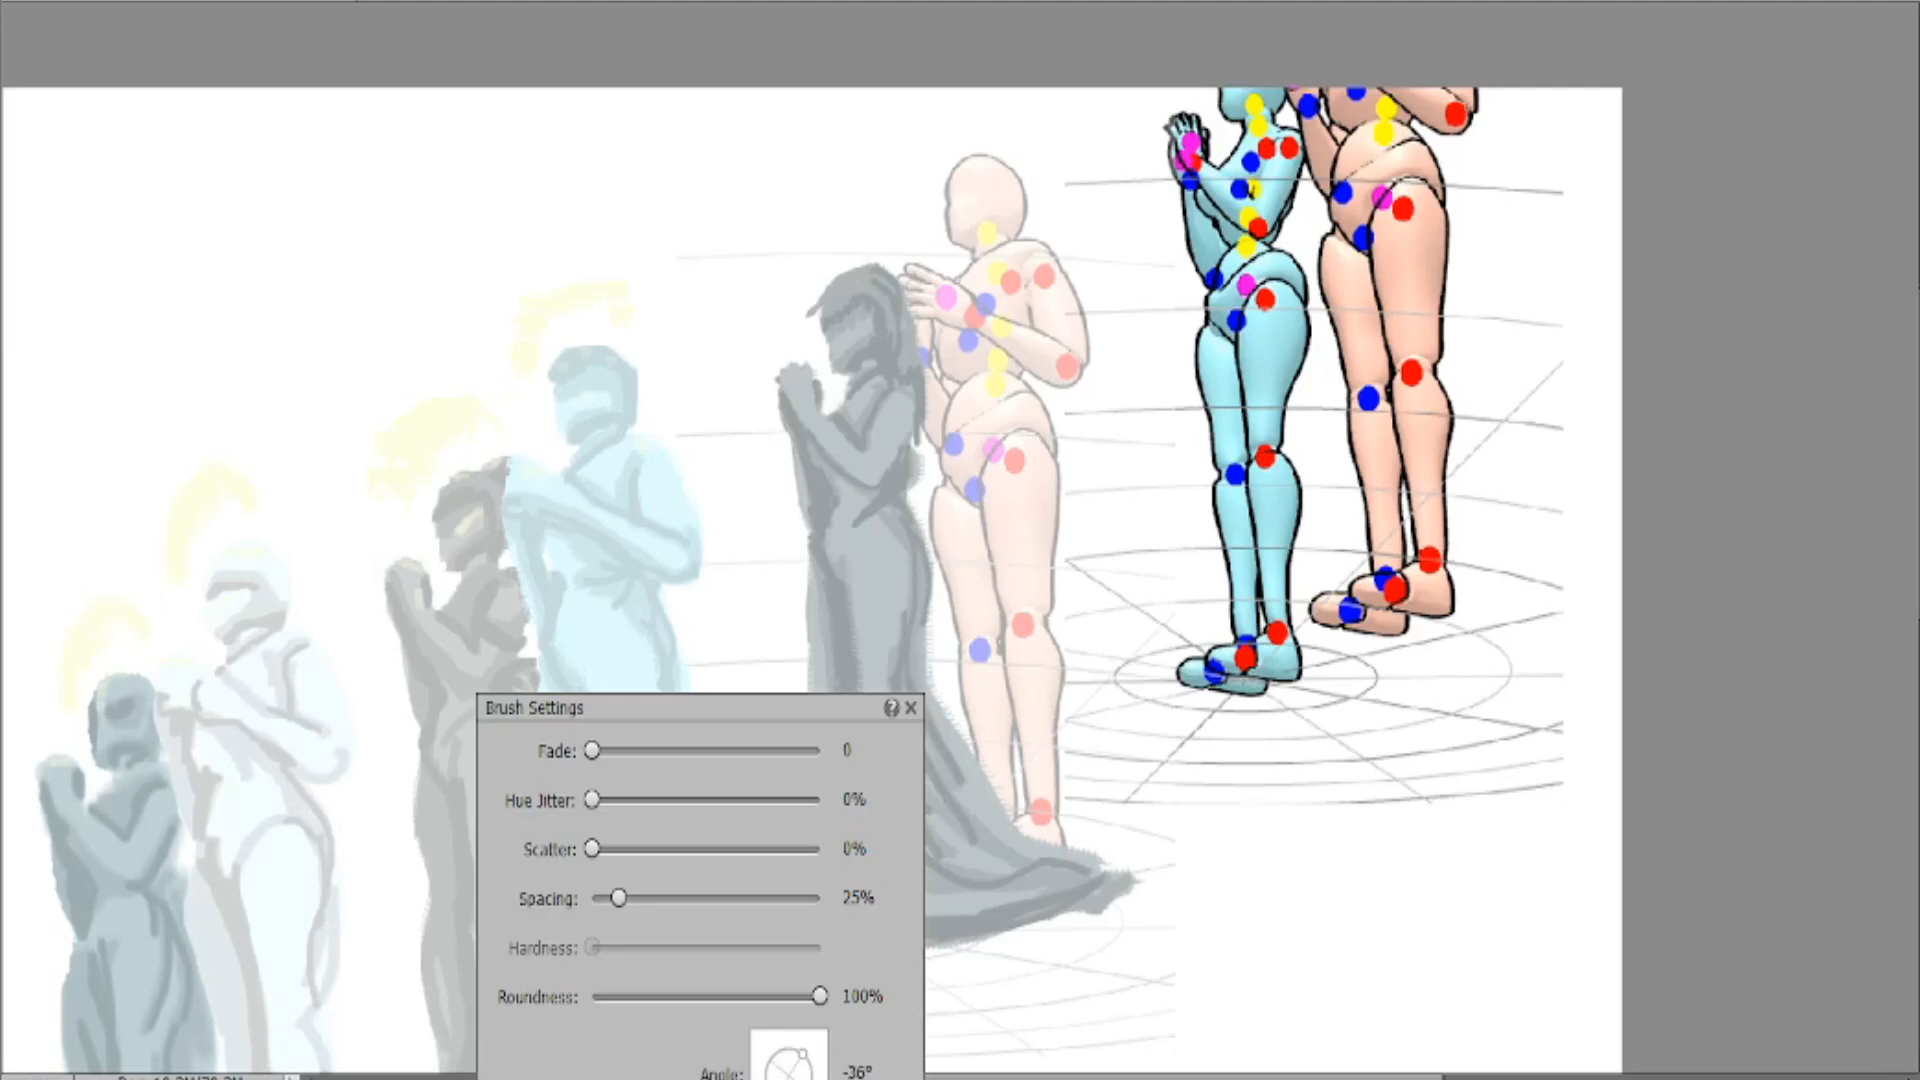 Brush Settings
Fade: 0
Hue Jitter: 0%
Scatter: 0%
Spacing: 25%
Hardness:
Roundness: 100%
Angle: -36°